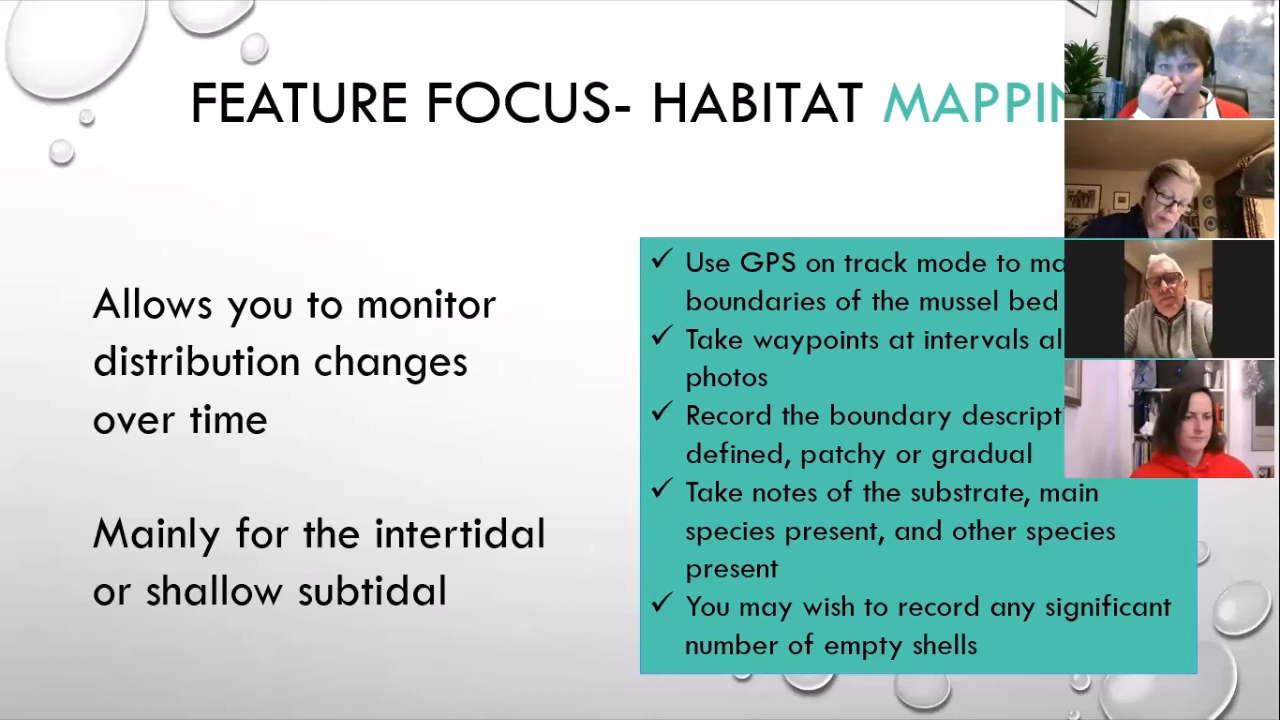 FEATURE FOCUS- HABITAT
Allows you to monitor
distribution changes
over time
Mainly for the intertidal
or shallow subtidal
✓ Use GPS on track mode to
boundaries of the mussel bed
✓ Take waypoints at intervals
photos
✓ Record the boundary
defined, patchy or gradual
✓ Take notes of the substrate, main
species present, and other species
present
✓ You may wish to record any significant
number of empty shells